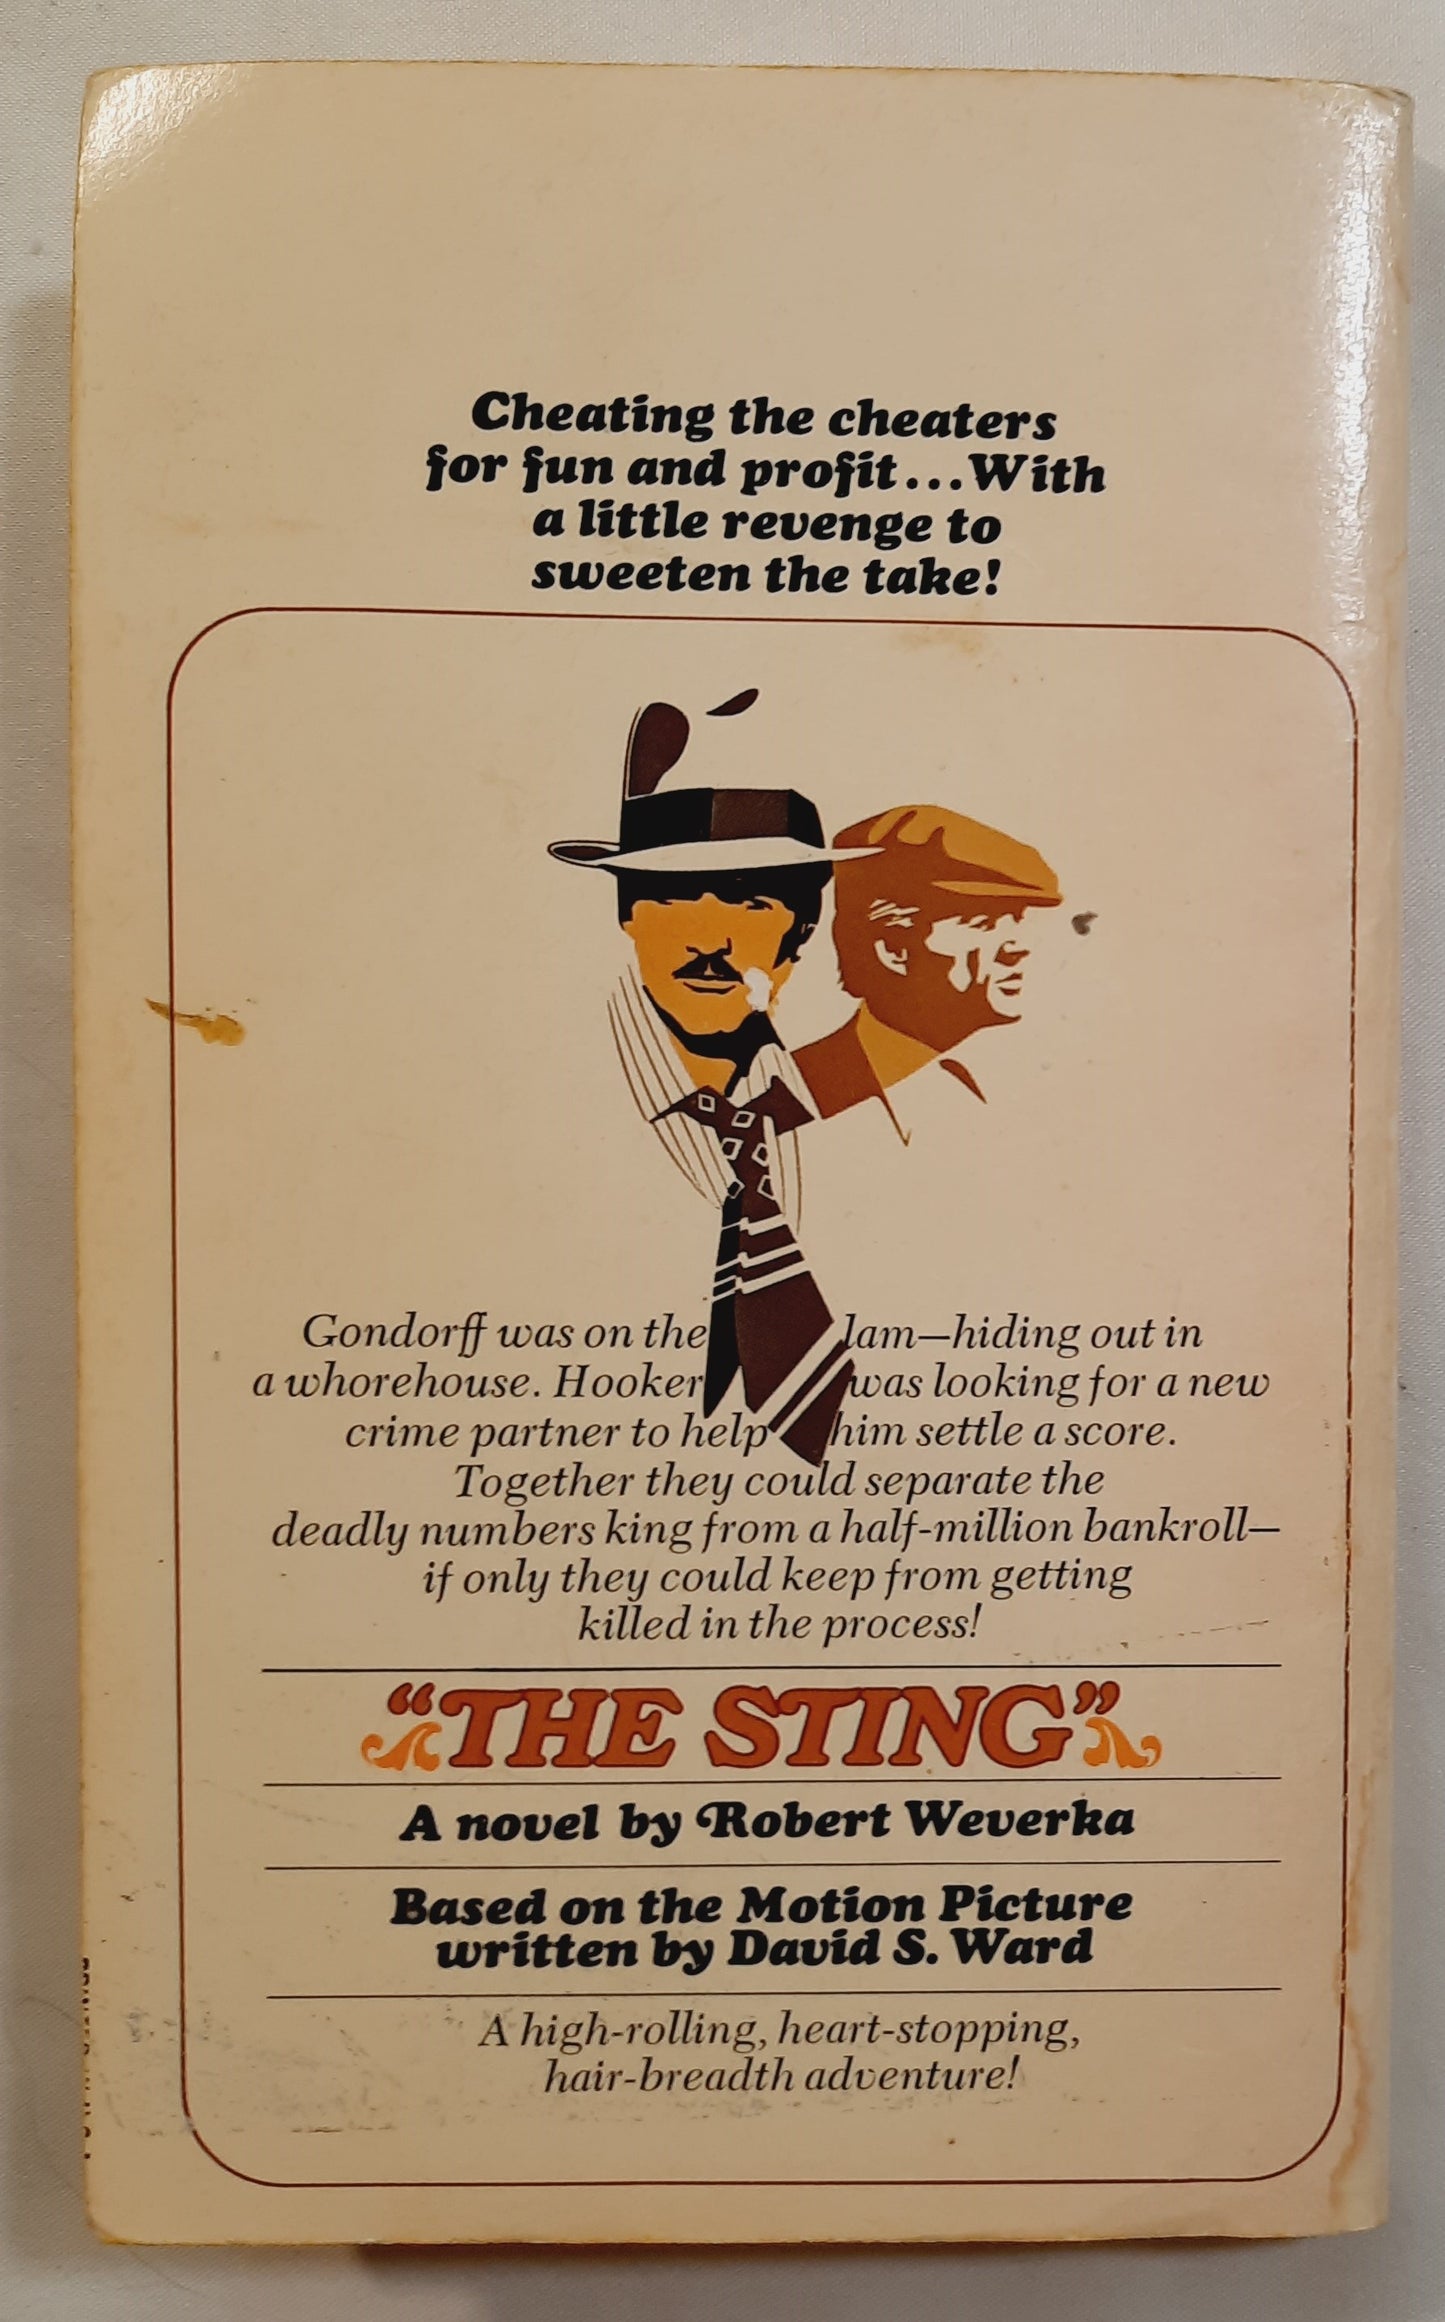 Cheating the cheaters
for fun and profit...With
a little revenge to
sweeten the take!
Gondorff was on the lam—hiding out in
a whorehouse. Hooker was looking for a new
crime partner to help him settle a score.
Together they could separate the
deadly numbers king from a half-million bankroll—
if only they could keep from getting
killed in the process!
"THE STING"
A novel by Robert Weverka
Based on the Motion Picture
written by David S. Ward
A high-rolling, heart-stopping,
hair-breadth adventure!